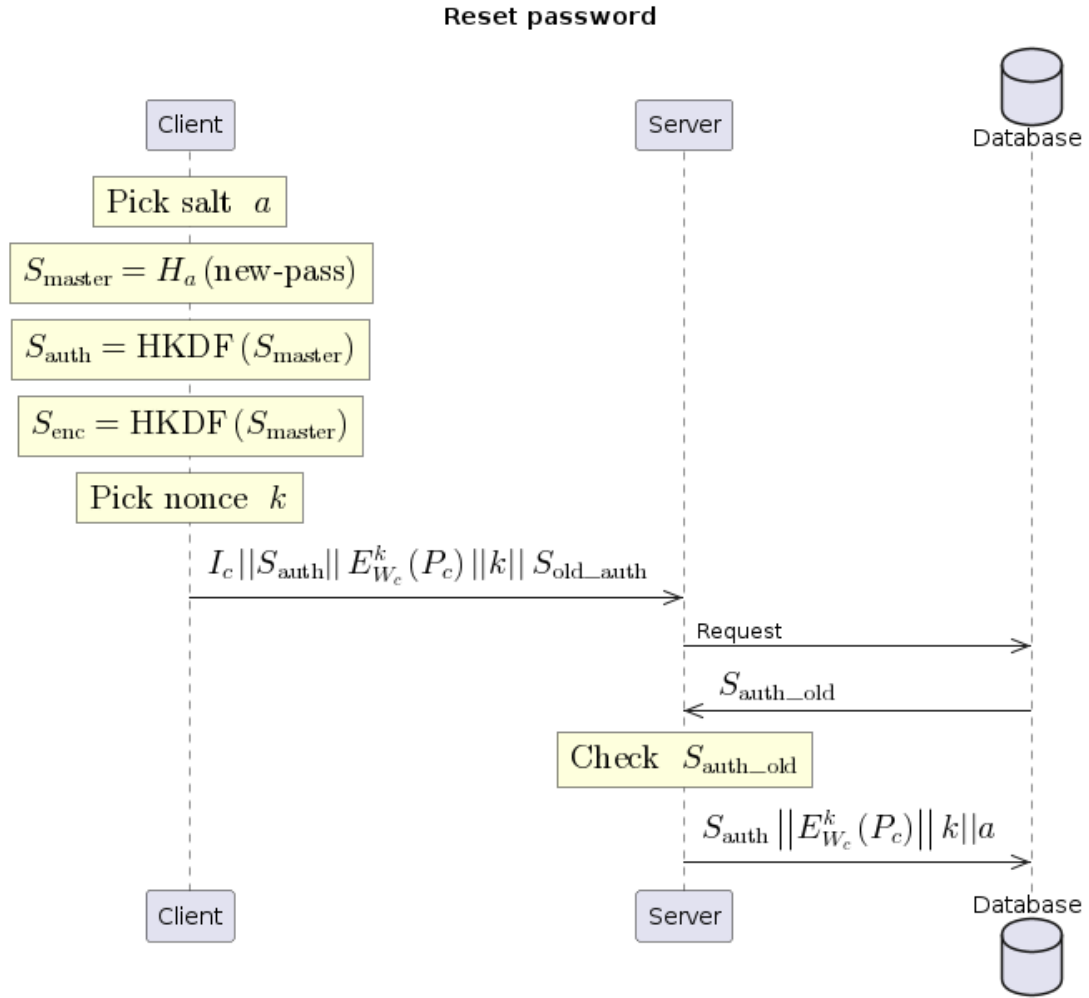 Reset password
Client
Server
Database
Pick salt a
S_master = H_a (new-pass)
S_auth = HKDF (S_master)
S_enc = HKDF (S_master)
Pick nonce k
I_c ||S_auth|| E^k_{W_c} (P_c) ||k|| S_old_auth
Request
S_auth_old
Check S_auth_old
S_auth ||E^k_{W_c} (P_c)|| k||a
Client
Server
Database